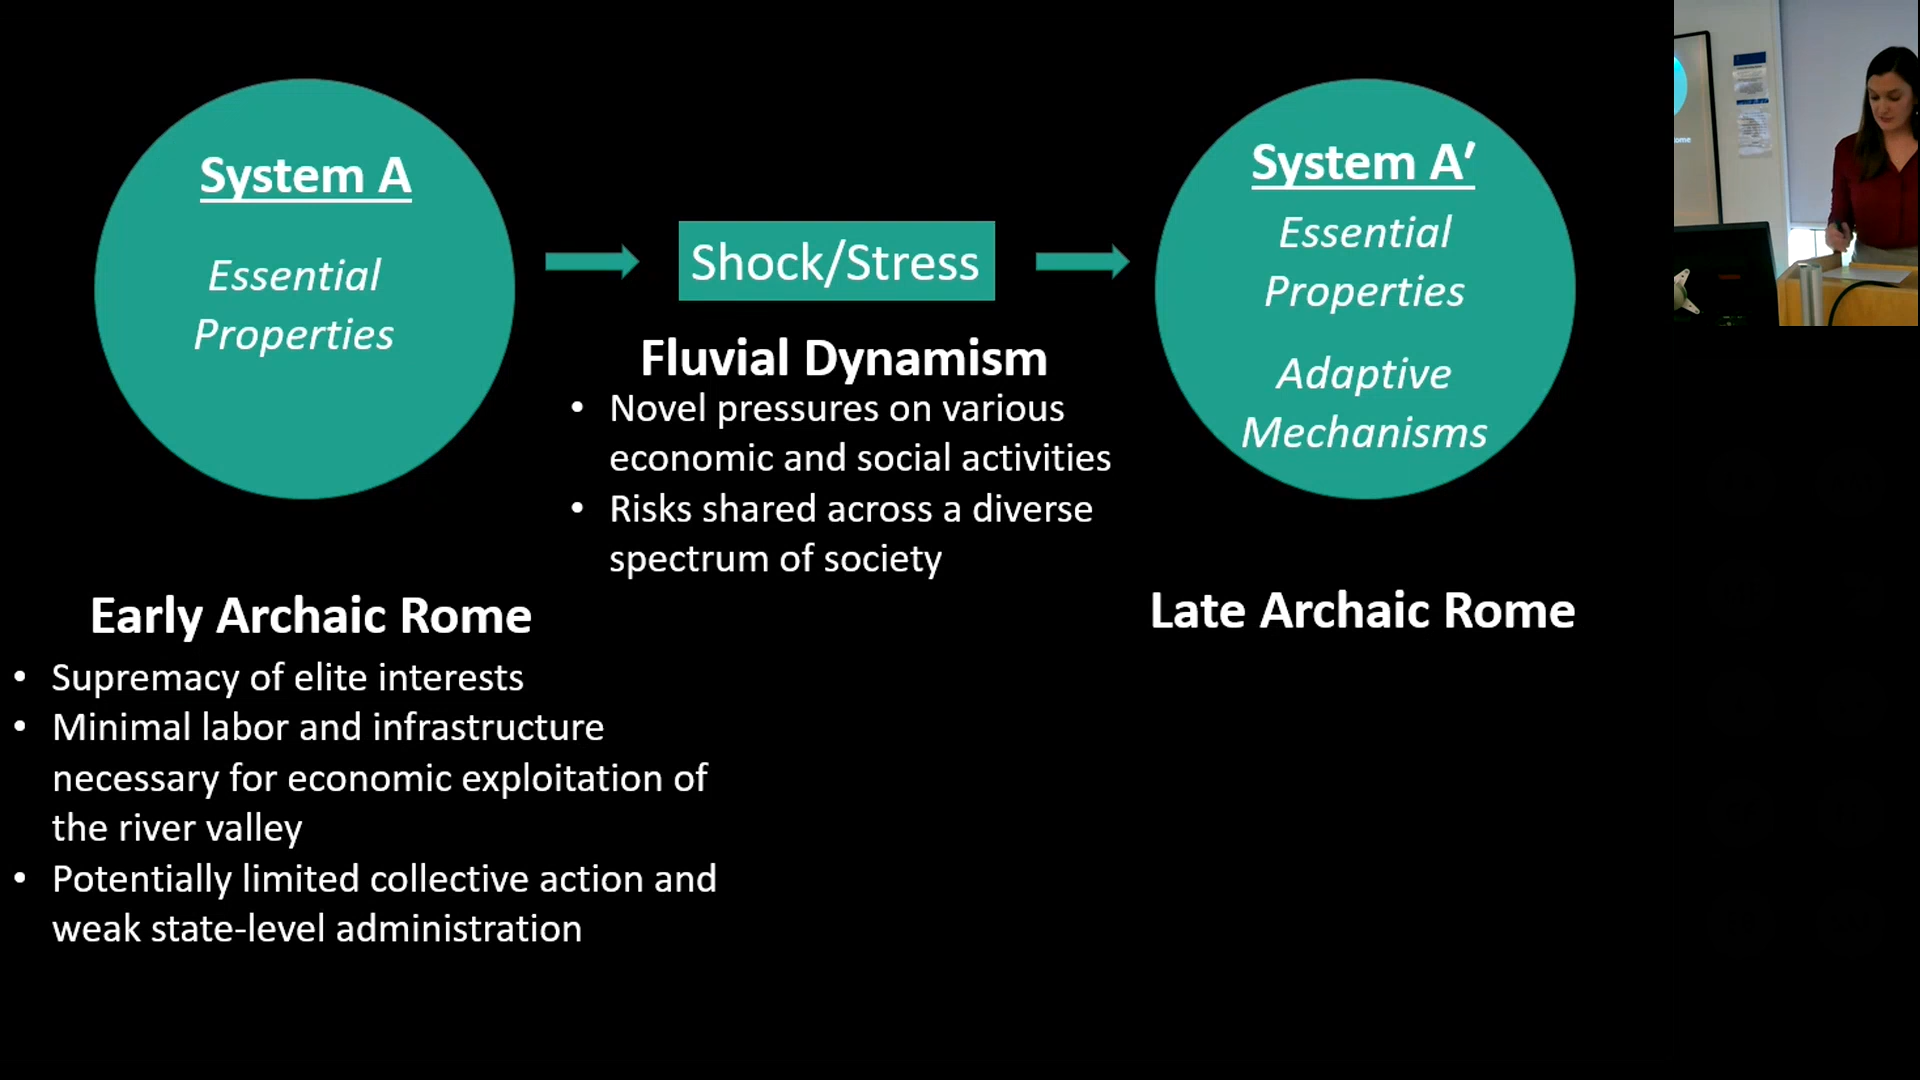 System A
Essential
Properties
Shock/Stress
Fluvial Dynamism
• Novel pressures on various
economic and social activities
• Risks shared across a diverse
spectrum of society
System A′
Essential
Properties
Adaptive
Mechanisms
Early Archaic Rome
• Supremacy of elite interests
• Minimal labor and infrastructure
necessary for economic exploitation of
the river valley
• Potentially limited collective action and
weak state-level administration
Late Archaic Rome